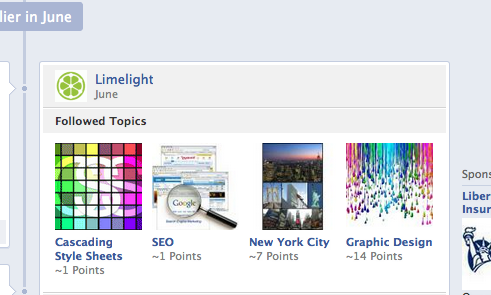 lier in June
Limelight
June
Followed Topics
Cascading Style Sheets
~1 Points
SEO
~1 Points
New York City
~7 Points
Graphic Design
~14 Points
Google
Spons
Liber
Insur